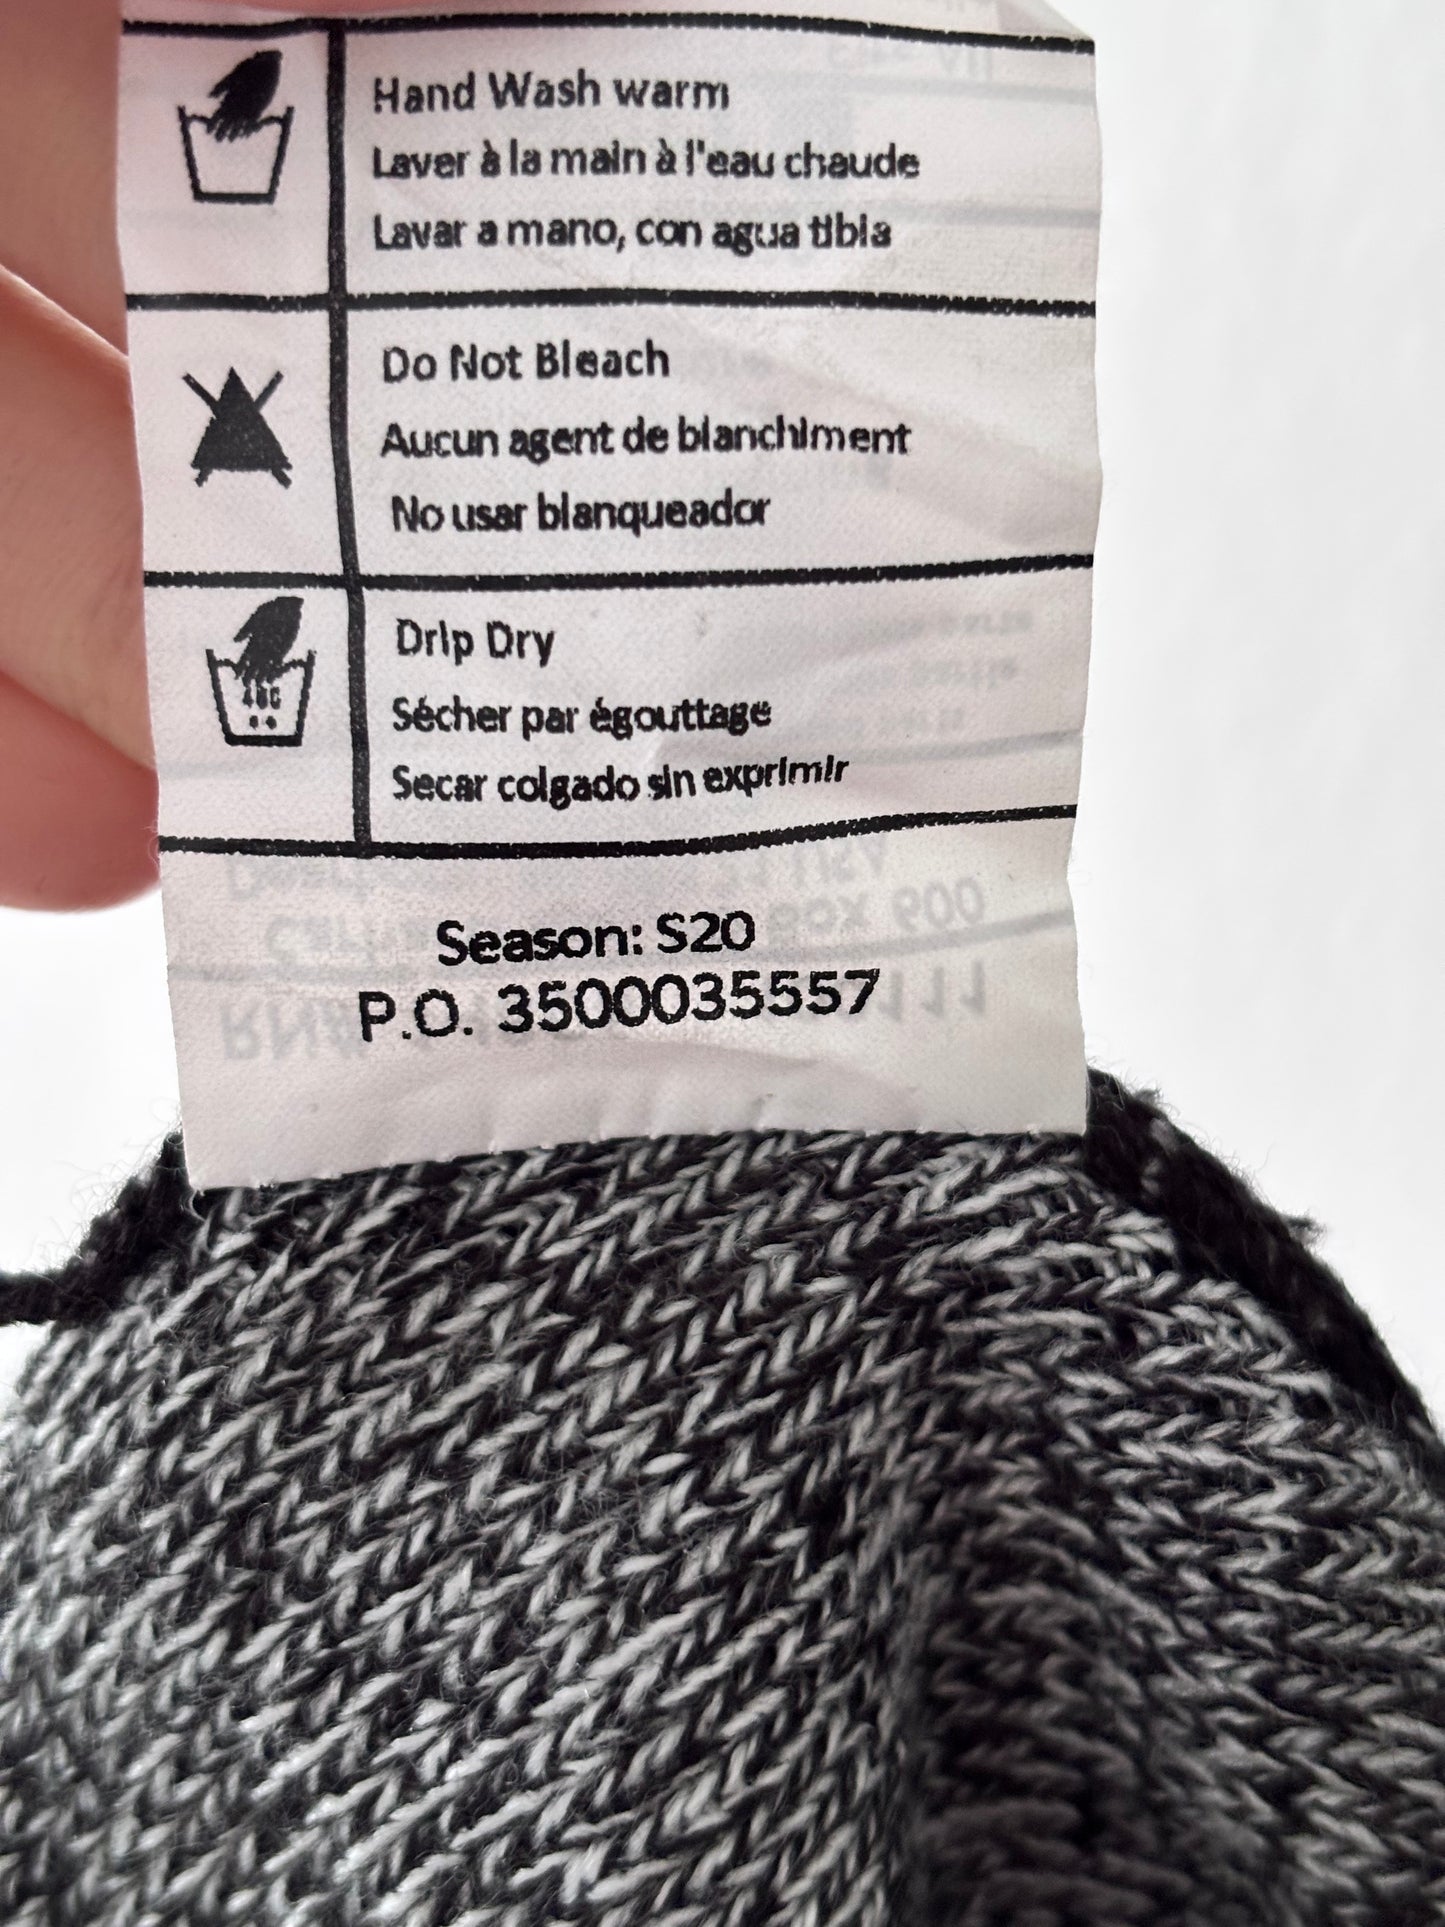 Hand Wash warm
Laver à la main à l'eau chaude
Lavar a mano, con agua tibia
Do Not Bleach
Aucun agent de blanchiment
No usar blanqueador
40C
Drip Dry
Sécher par égouttage
Secar colgado sin exprimir
Season: S20
P.O. 3500035557